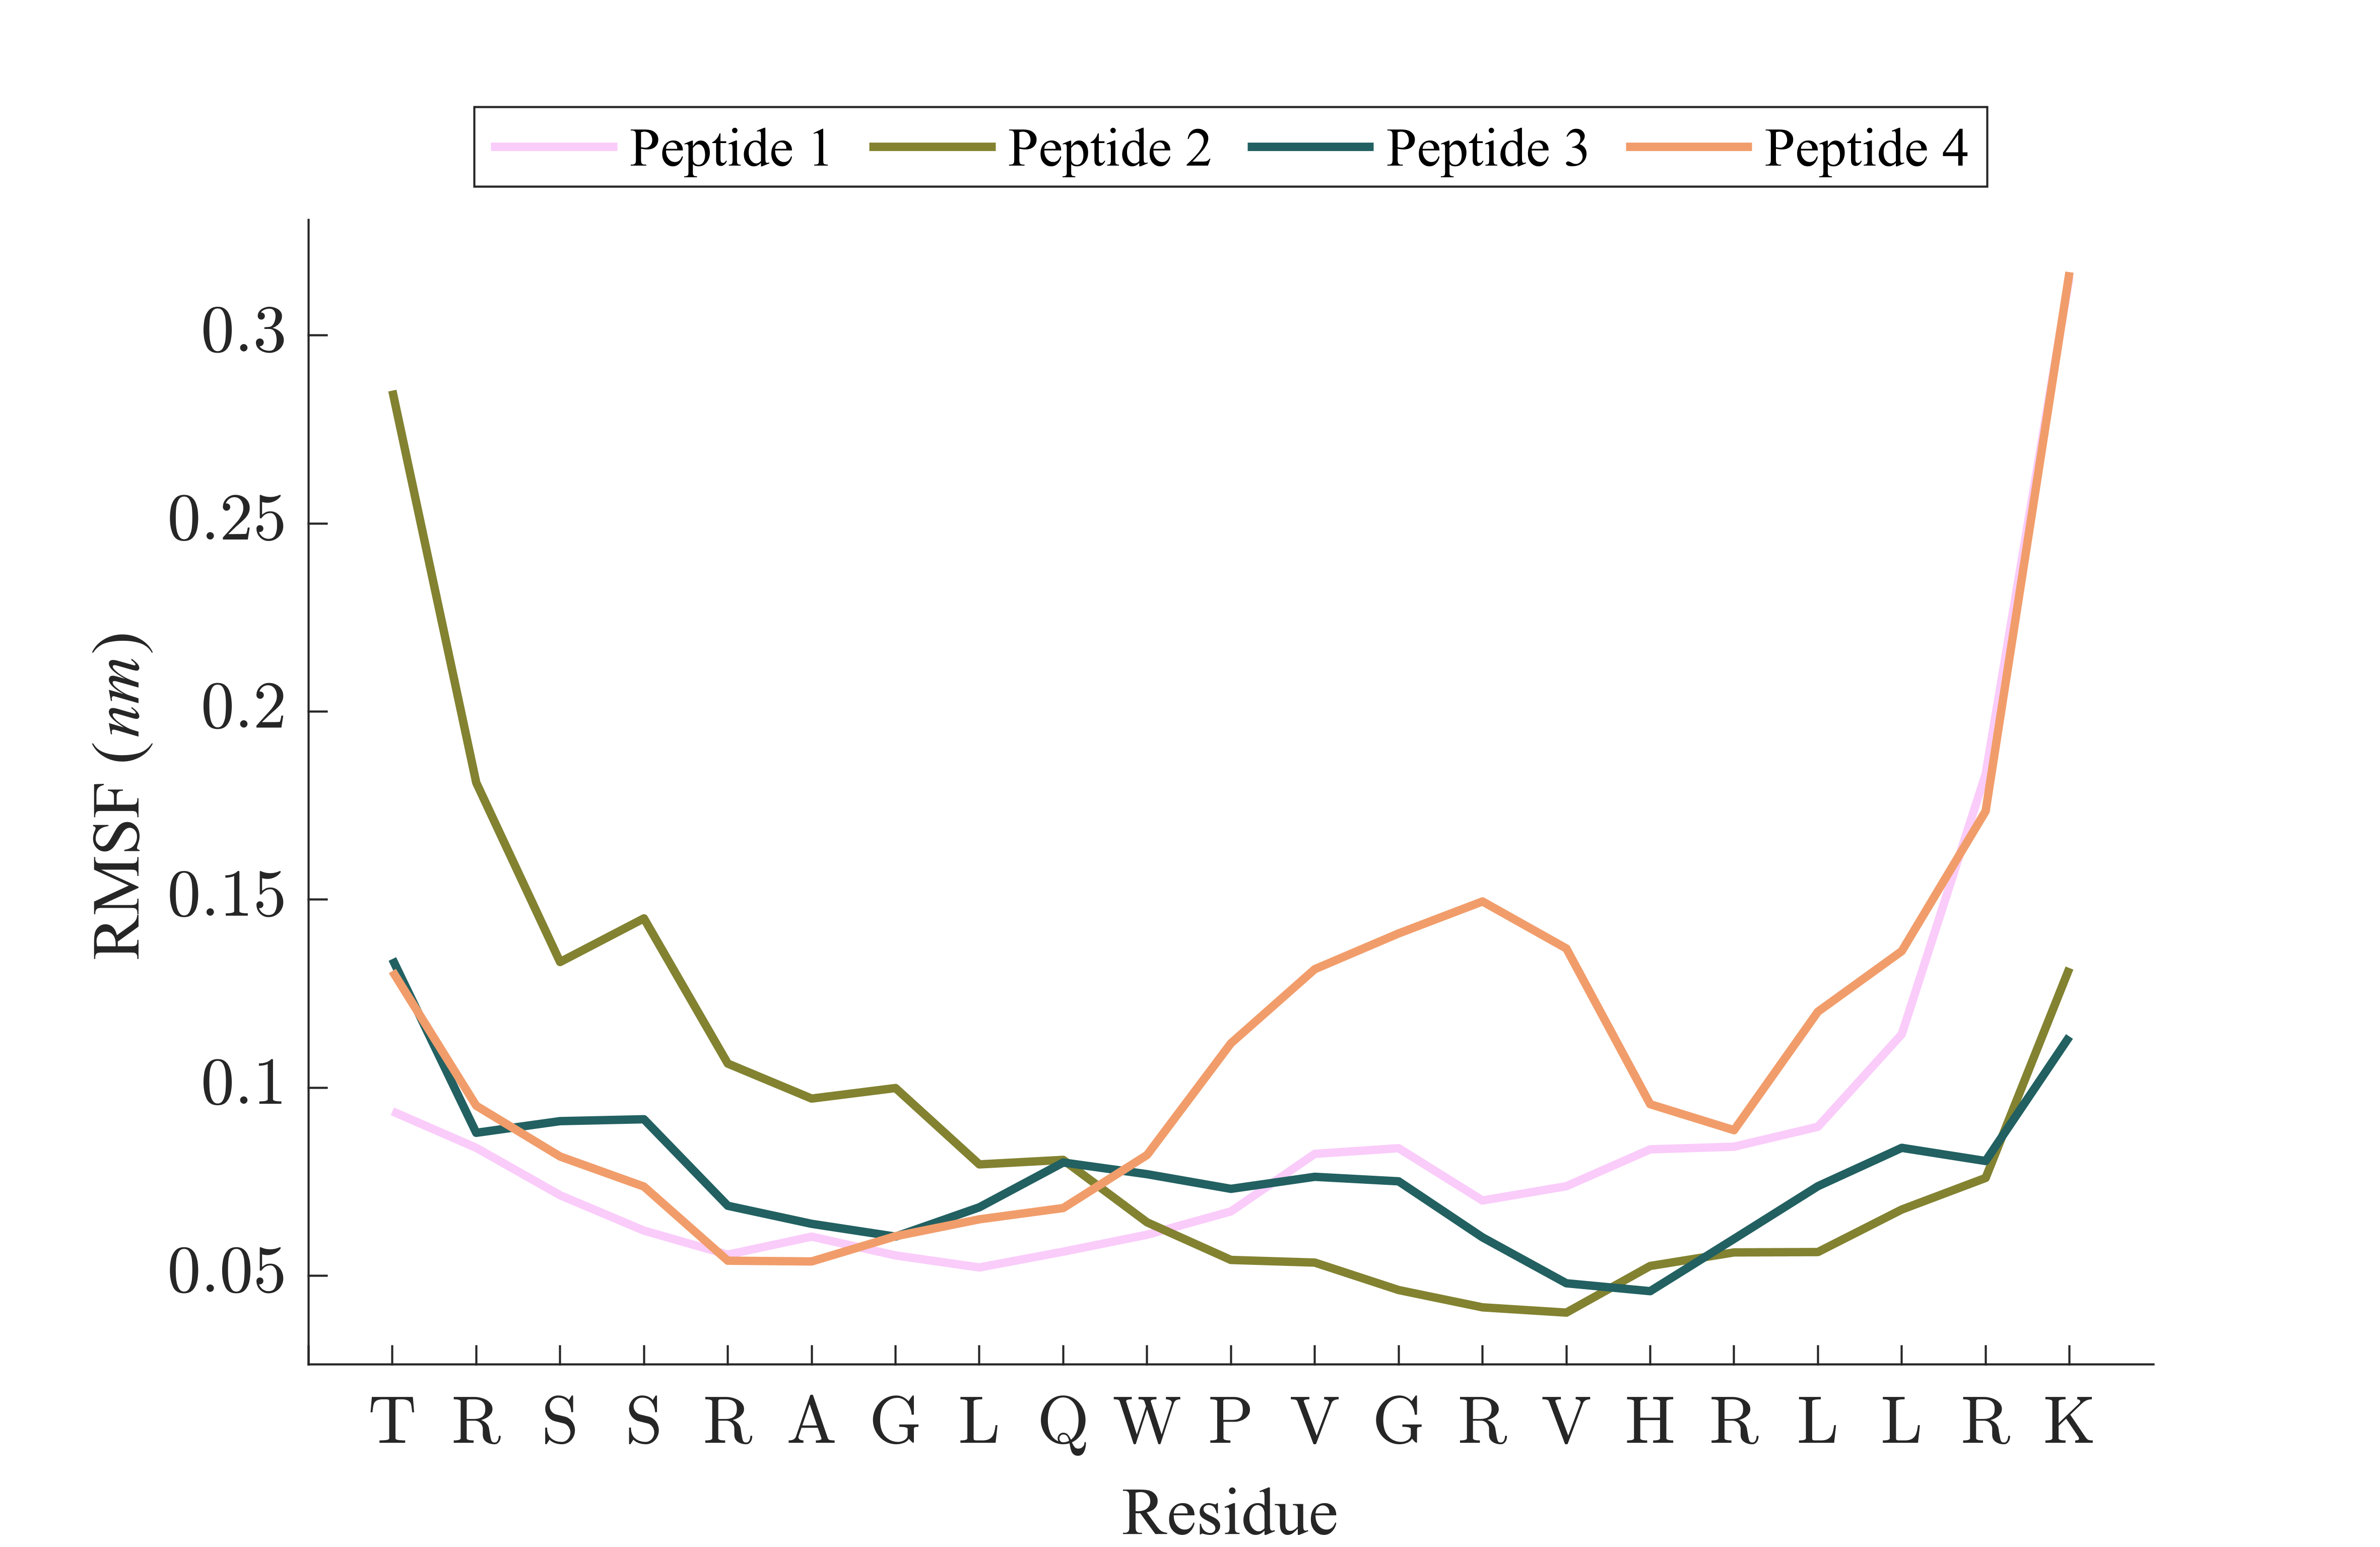 Peptide 1 Peptide 2 Peptide 3 Peptide 4
0.3
0.25
0.2
0.15
0.1
0.05
RMSF (nm)
T R S S R A G L Q W P V G R V H R L L R K
Residue